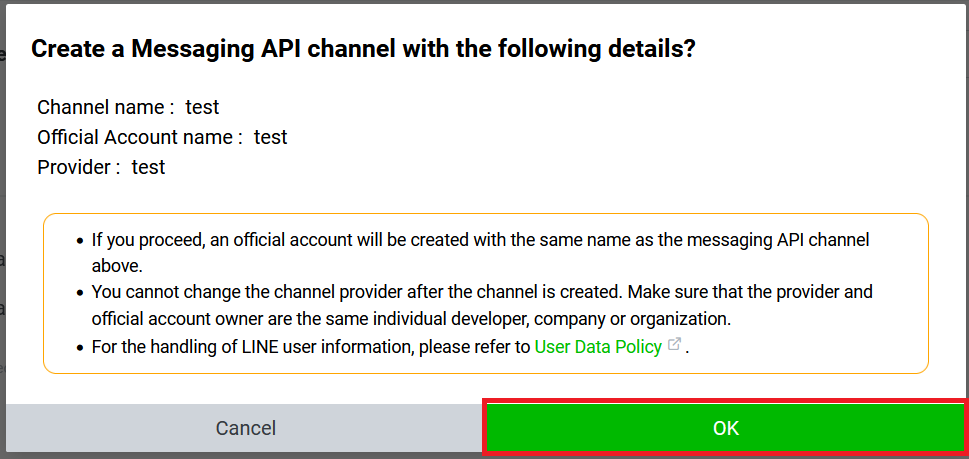 Create a Messaging API channel with the following details?
Channel name : test
Official Account name : test
Provider : test
• If you proceed, an official account will be created with the same name as the messaging API channel
above.
• You cannot change the channel provider after the channel is created. Make sure that the provider and
official account owner are the same individual developer, company or organization.
• For the handling of LINE user information, please refer to User Data Policy .
Cancel
OK